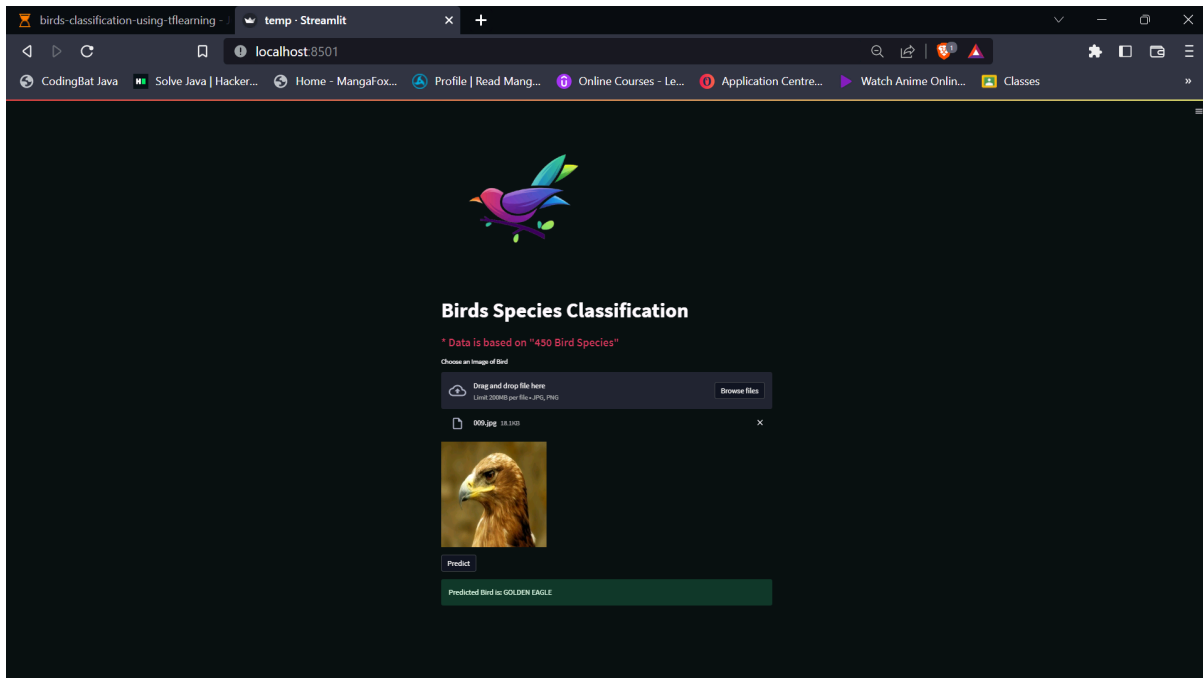 birds-classification-using-tflearning -
temp · Streamlit
localhost:8501
CodingBat Java
Solve Java | Hacker...
Home - MangaFox...
Profile | Read Mang...
Online Courses - Le...
Application Centre...
Watch Anime Onlin...
Classes
»
Birds Species Classification
* Data is based on "450 Bird Species"
Choose an Image of Bird
Drag and drop file here
Limit 200MB per file • JPG, PNG
Browse files
009.jpg 18.1KB
Predict
Predicted Bird is: GOLDEN EAGLE